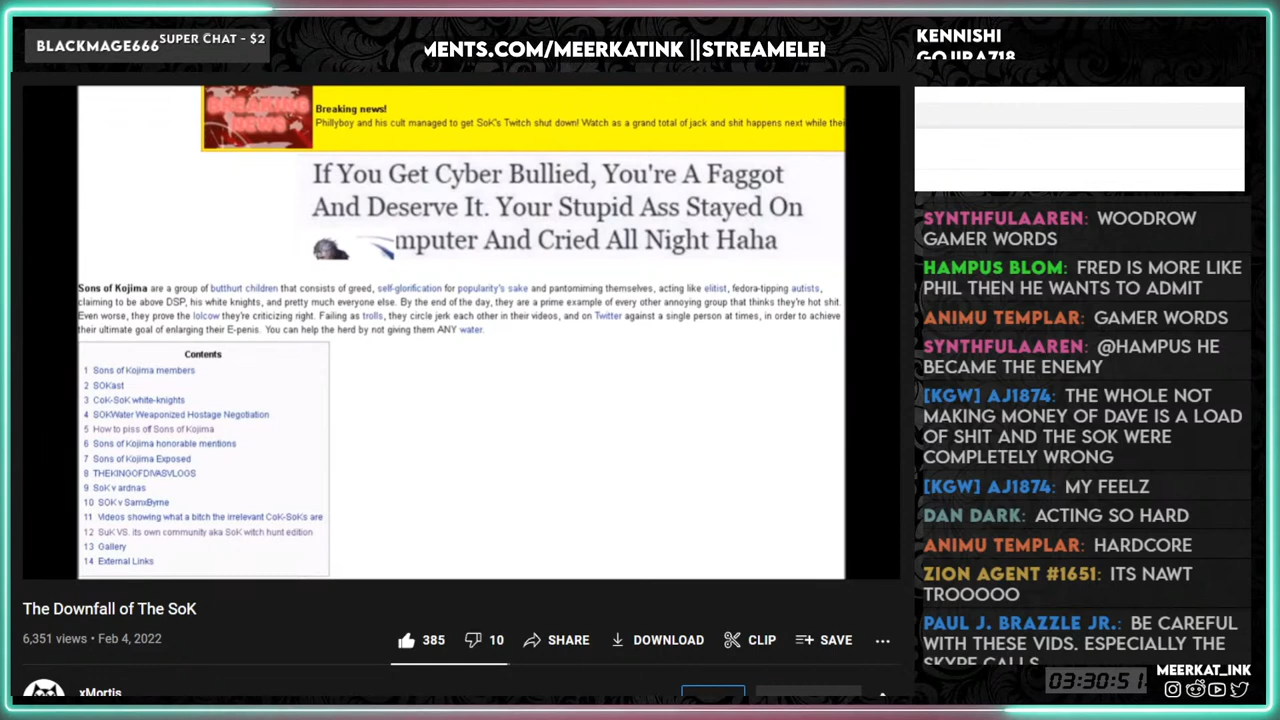 BLACKMAGE666 SUPER CHAT - $2
MENTS.COM/MEERKATINK ||STREAMELE
KENNISHI
GOJIRA718
BREAKING
NEWS
Breaking news!
Phillyboy and his cult managed to get SoK's Twitch shut down! Watch as a grand total of jack and shit happens next while thei
If You Get Cyber Bullied, You're A Faggot
And Deserve It. Your Stupid Ass Stayed On
mputer And Cried All Night Haha
Sons of Kojima are a group of butthurt children that consists of greed, self-glorification for popularity's sake and pantomiming themselves, acting like elitist, fedora-tipping autists,
claiming to be above DSP, his white knights, and pretty much everyone else. By the end of the day, they are a prime example of every other annoying group that thinks they're hot shit.
Even worse, they prove the lolcow they're criticizing right. Failing as trolls, they circle jerk each other in their videos, and on Twitter against a single person at times, in order to achieve
their ultimate goal of enlarging their E-penis. You can help the herd by not giving them ANY water.
Contents
1 Sons of Kojima members
2 SOKast
3 CoK-SoK white-knights
4 SOKWater Weaponized Hostage Negotiation
5 How to piss off Sons of Kojima
6 Sons of Kojima honorable mentions
7 Sons of Kojima Exposed
8 THEKINGOFDIVASVLOGS
9 SoK v ardnas
10 SOK v SamxByrne
11 Videos showing what a bitch the irrelevant CoK-SoKs are
12 SuK VS. its own community aka SoK witch hunt edition
13 Gallery
14 External Links
The Downfall of The SoK
6,351 views • Feb 4, 2022
385
10
SHARE
DOWNLOAD
CLIP
SAVE
xMortis
SYNTHFULAAREN: WOODROW
GAMER WORDS
HAMPUS BLOM: FRED IS MORE LIKE
PHIL THEN HE WANTS TO ADMIT
ANIMU TEMPLAR: GAMER WORDS
SYNTHFULAAREN: @HAMPUS HE
BECAME THE ENEMY
[KGW] AJ1874: THE WHOLE NOT
MAKING MONEY OF DAVE IS A LOAD
OF SHIT AND THE SOK WERE
COMPLETELY WRONG
[KGW] AJ1874: MY FEELZ
DAN DARK: ACTING SO HARD
ANIMU TEMPLAR: HARDCORE
ZION AGENT #1651: ITS NAWT
TROOOOO
PAUL J. BRAZZLE JR.: BE CAREFUL
WITH THESE VIDS. ESPECIALLY THE
SKYPE CALLS
03:30:51
MEERKAT_INK